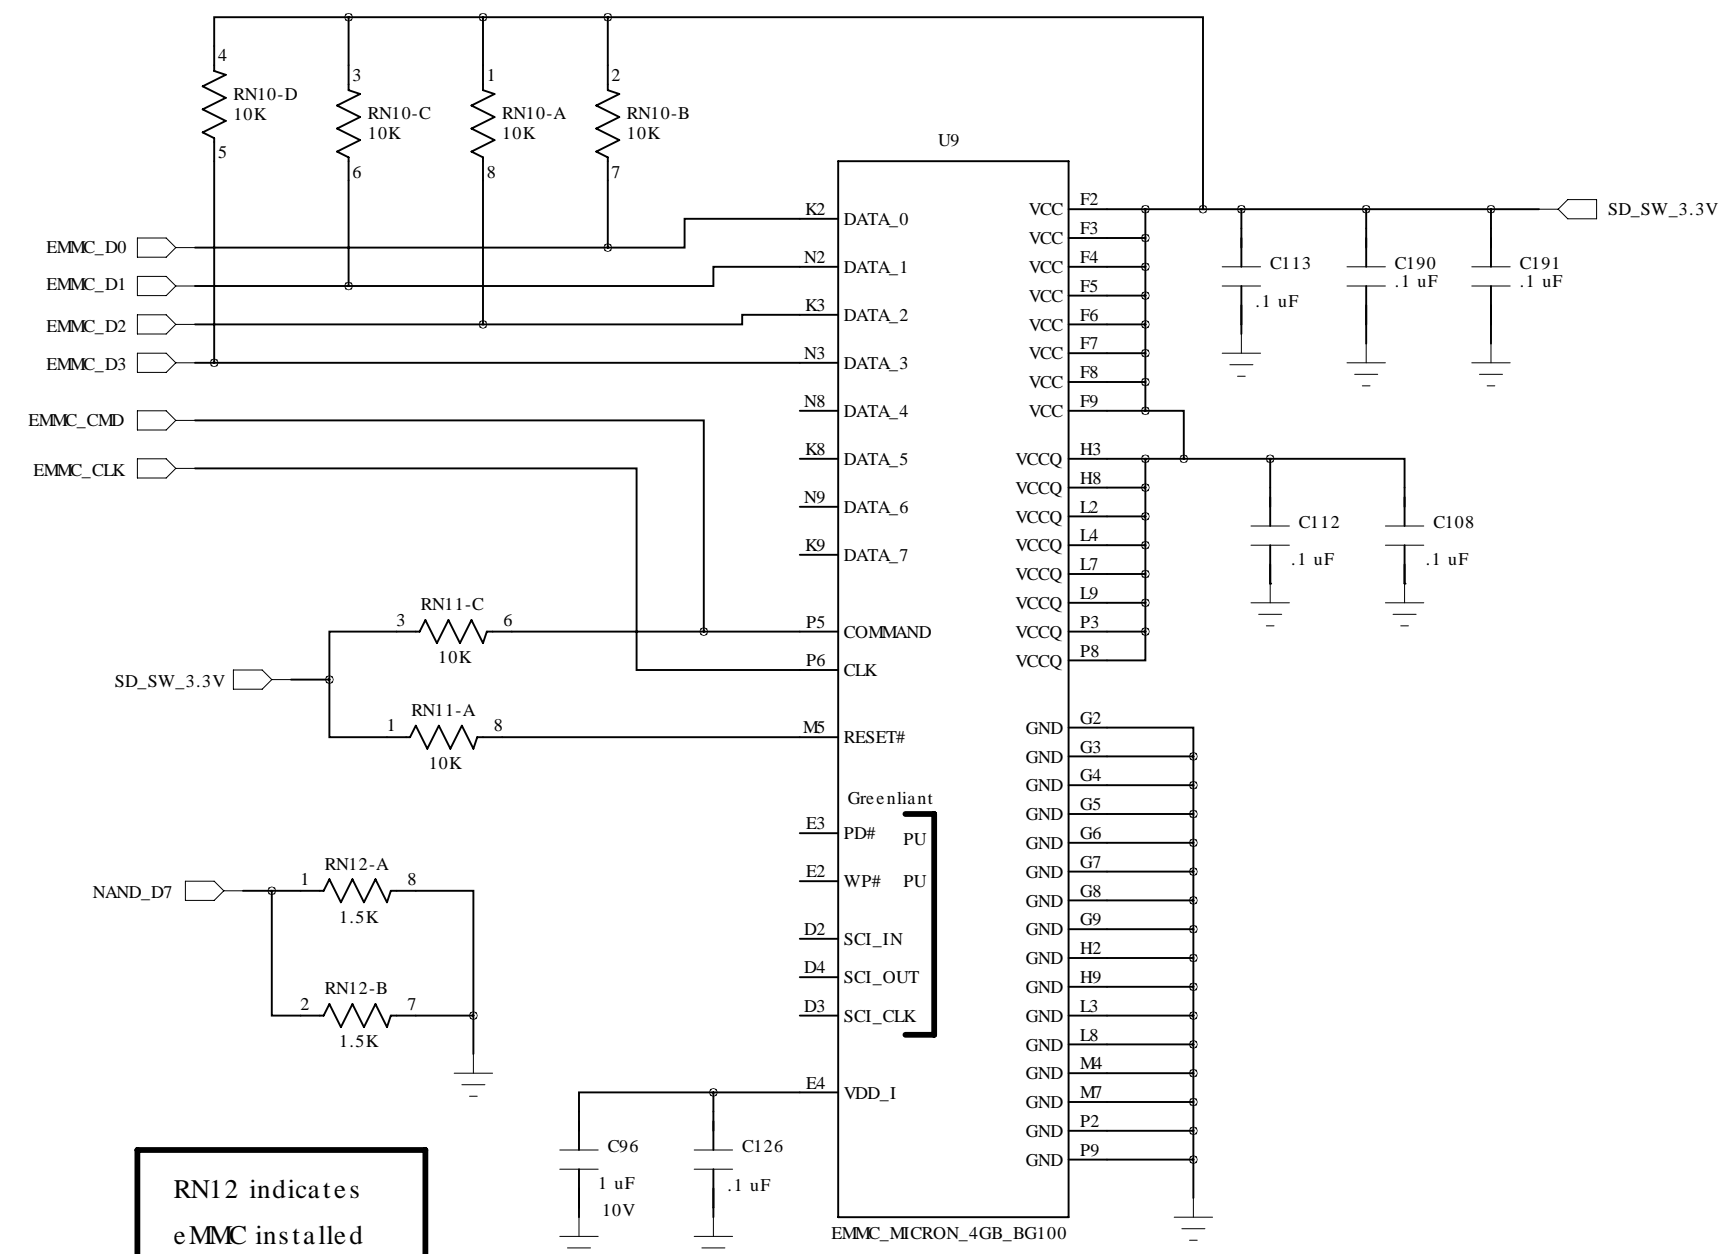 4
3
1
2
RN10-D
10K
RN10-C
10K
RN10-A
10K
RN10-B
10K
5
6
8
7
U9
EMMC_D0
EMMC_D1
EMMC_D2
EMMC_D3
EMMC_CMD
EMMC_CLK
K2 DATA_0
N2 DATA_1
K3 DATA_2
N3 DATA_3
N8 DATA_4
K8 DATA_5
N9 DATA_6
K9 DATA_7
P5 COMMAND
P6 CLK
M5 RESET#
Greenliant
E3 PD# PU
E2 WP# PU
D2 SCI_IN
D4 SCI_OUT
D3 SCI_CLK
E4 VDD_I
VCC F2
VCC F3
VCC F4
VCC F5
VCC F6
VCC F7
VCC F8
VCC F9
VCCQ H3
VCCQ H8
VCCQ L2
VCCQ L4
VCCQ L7
VCCQ L9
VCCQ P3
VCCQ P8
GND G2
GND G3
GND G4
GND G5
GND G6
GND G7
GND G8
GND G9
GND H2
GND H9
GND L3
GND L8
GND M4
GND M7
GND P2
GND P9
EMMC_MICRON_4GB_BG100
SD_SW_3.3V
C113
.1 uF
C190
.1 uF
C191
.1 uF
C112
.1 uF
C108
.1 uF
SD_SW_3.3V
RN11-C
3 6
10K
RN11-A
1 8
10K
NAND_D7
RN12-A
1 8
1.5K
RN12-B
2 7
1.5K
C96
1 uF
10V
C126
.1 uF
RN12 indicates
eMMC installed